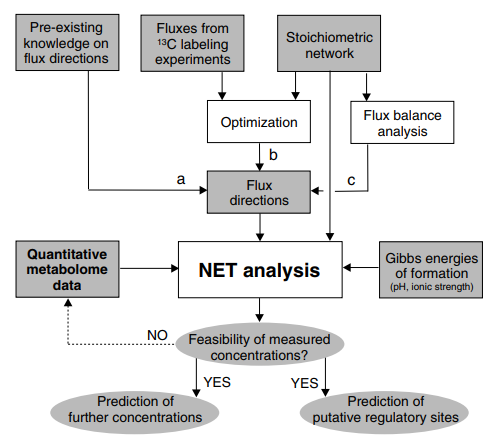 Pre-existing
knowledge on
flux directions
Fluxes from
¹³C labeling
experiments
Stoichiometric
network
Optimization
Flux balance
analysis
a
b
c
Flux
directions
Quantitative
metabolome
data
NET analysis
Gibbs energies
of formation
(pH, ionic strength)
NO
Feasibility of measured
concentrations?
YES
YES
Prediction of
further concentrations
Prediction of
putative regulatory sites